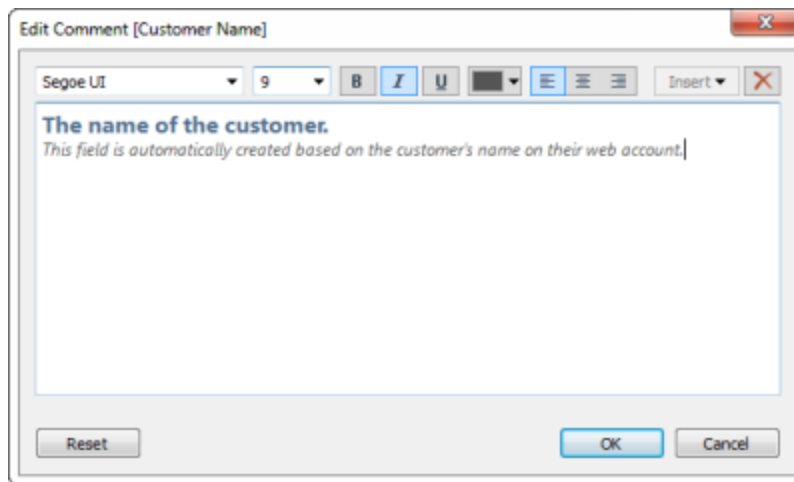 Edit Comment [Customer Name]
Segoe UI 9 B I U Insert
The name of the customer.
This field is automatically created based on the customer's name on their web account.
Reset OK Cancel